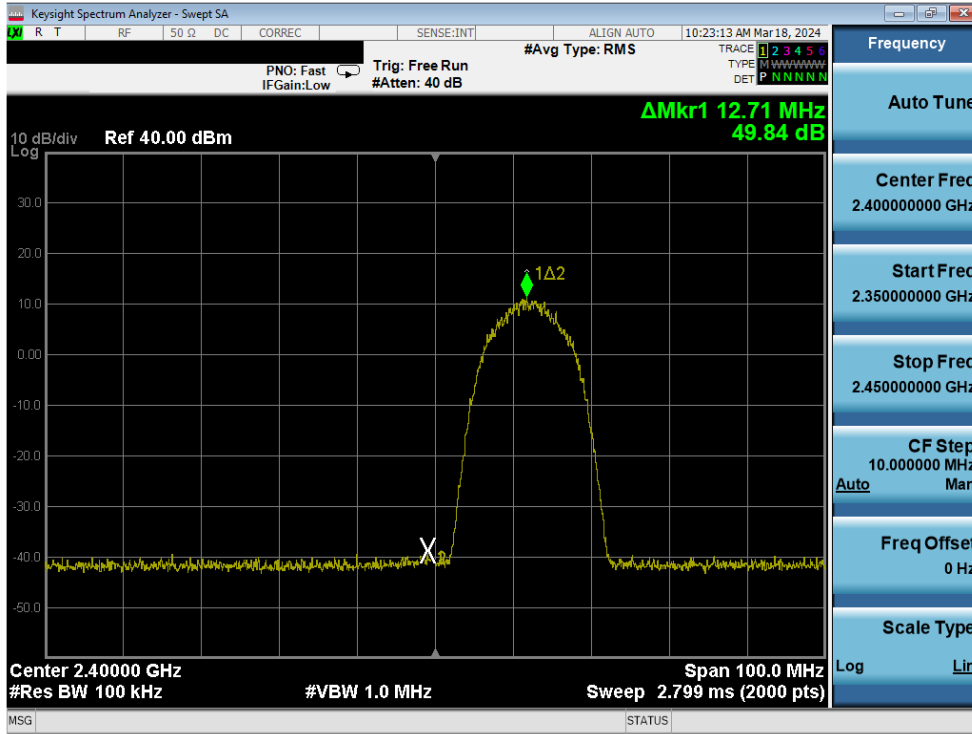 Keysight Spectrum Analyzer - Swept SA
LXI R T RF 50 Ω DC CORREC SENSE:INT ALIGN AUTO 10:23:13 AM Mar 18, 2024
#Avg Type: RMS
TRACE 1 2 3 4 5 6
TYPE M W W W W W
DET P N N N N N
PNO: Fast
IFGain:Low
Trig: Free Run
#Atten: 40 dB
ΔMkr1 12.71 MHz
49.84 dB
10 dB/div Ref 40.00 dBm
Log
30.0
20.0
1Δ2
10.0
0.00
-10.0
-20.0
-30.0
-40.0
-50.0
Center 2.40000 GHz Span 100.0 MHz
#Res BW 100 kHz #VBW 1.0 MHz Sweep 2.799 ms (2000 pts)
MSG STATUS
Frequency
Auto Tune
Center Freq
2.400000000 GHz
Start Freq
2.350000000 GHz
Stop Freq
2.450000000 GHz
CF Step
10.000000 MHz
Auto Man
Freq Offset
0 Hz
Scale Type
Log Lin